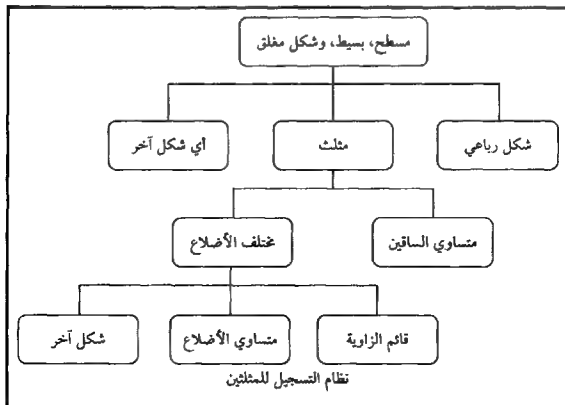 مسطح، بسيط، وشكل مغلق
شكل رباعي
مثلث
أي شكل آخر
متساوي الساقين
مختلف الأضلاع
قائم الزاوية
متساوي الأضلاع
شكل آخر
نظام التسجيل للمثلثين